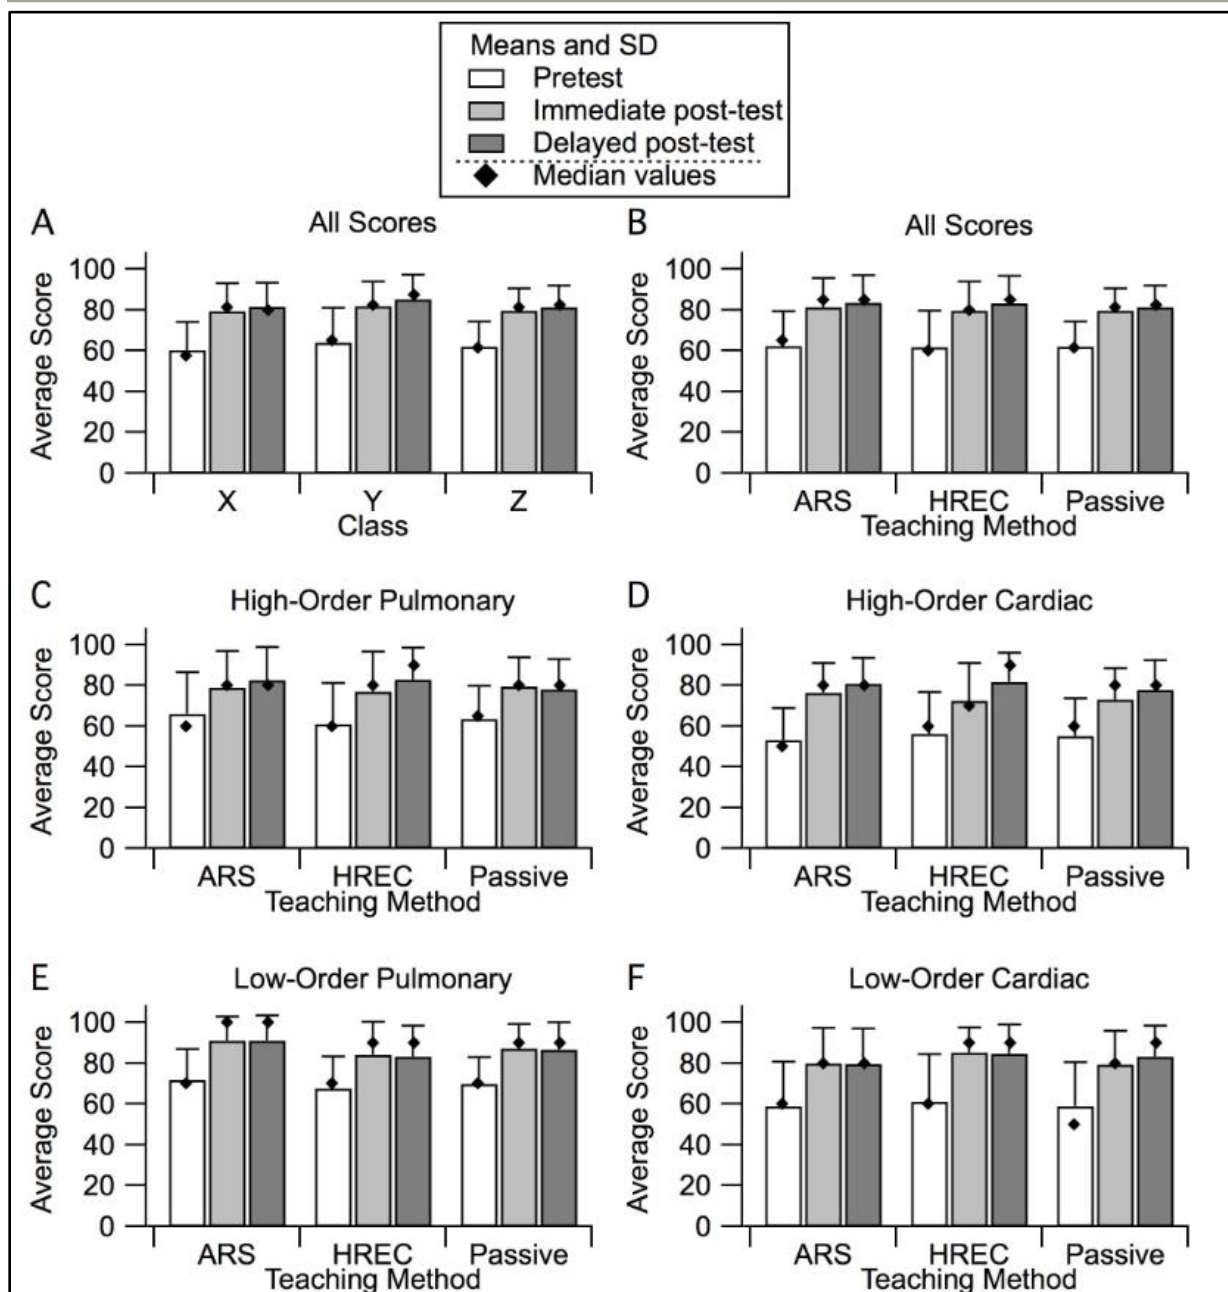 Means and SD
Pretest
Immediate post-test
Delayed post-test
Median values
A
All Scores
Average Score
100
80
60
40
20
0
X Y Z
Class
B
All Scores
Average Score
100
80
60
40
20
0
ARS HREC Passive
Teaching Method
C
High-Order Pulmonary
Average Score
100
80
60
40
20
0
ARS HREC Passive
Teaching Method
D
High-Order Cardiac
Average Score
100
80
60
40
20
0
ARS HREC Passive
Teaching Method
E
Low-Order Pulmonary
Average Score
100
80
60
40
20
0
ARS HREC Passive
Teaching Method
F
Low-Order Cardiac
Average Score
100
80
60
40
20
0
ARS HREC Passive
Teaching Method